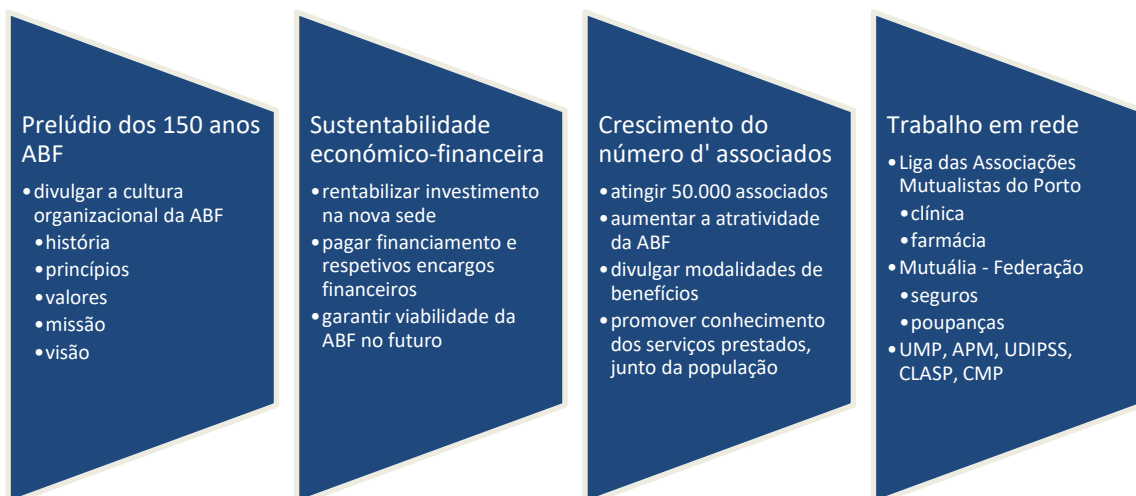 Prelúdio dos 150 anos
ABF
•divulgar a cultura
organizacional da ABF
•história
•princípios
•valores
•missão
•visão
Sustentabilidade
económico-financeira
•rentabilizar investimento
na nova sede
•pagar financiamento e
respetivos encargos
financeiros
•garantir viabilidade da
ABF no futuro
Crescimento do
número d' associados
•atingir 50.000 associados
•aumentar a atratividade
da ABF
•divulgar modalidades de
benefícios
•promover conhecimento
dos serviços prestados,
junto da população
Trabalho em rede
•Liga das Associações
Mutualistas do Porto
•clínica
•farmácia
•Mutuália - Federação
•seguros
•poupanças
•UMP, APM, UDIPSS,
CLASP, CMP